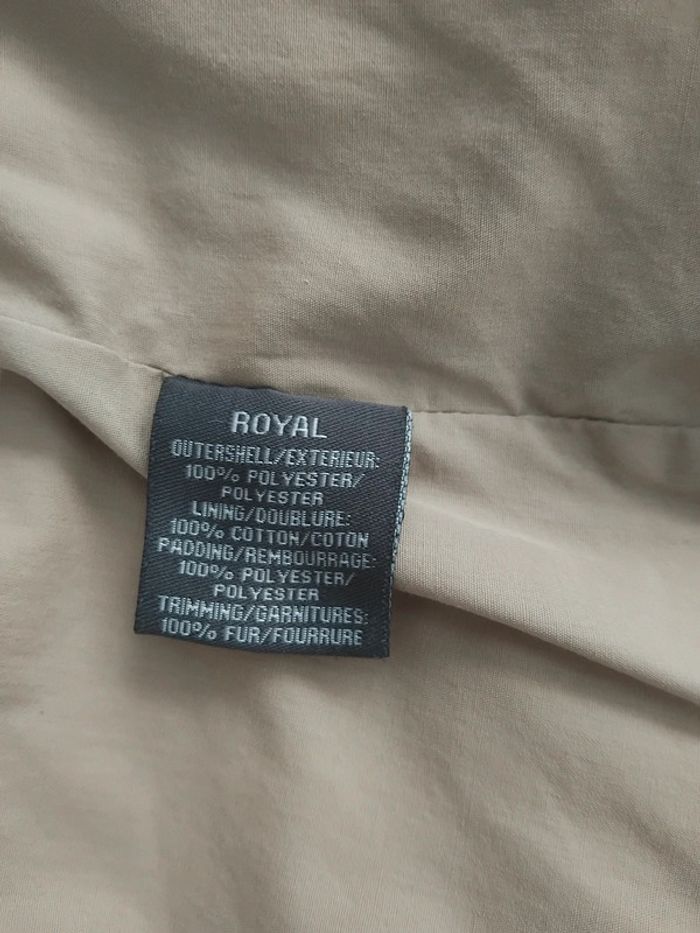 ROYAL
OUTERSHELL/EXTERIEUR:
100% POLYESTER/
POLYESTER
LINING/DOUBLURE:
100% COTTON/COTON
PADDING/REMBOURRAGE:
100% POLYESTER/
POLYESTER
TRIMMING/GARNITURES:
100% FUR/FOURRURE